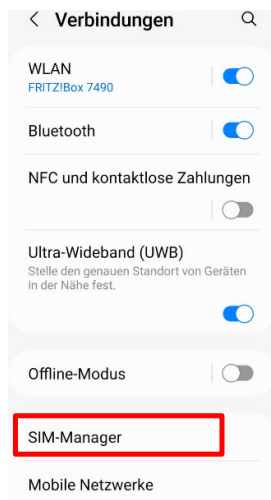 Verbindungen
WLAN
FRITZ!Box 7490
Bluetooth
NFC und kontaktlose Zahlungen
Ultra-Wideband (UWB)
Stelle den genauen Standort von Geräten
in der Nähe fest.
Offline-Modus
SIM-Manager
Mobile Netzwerke